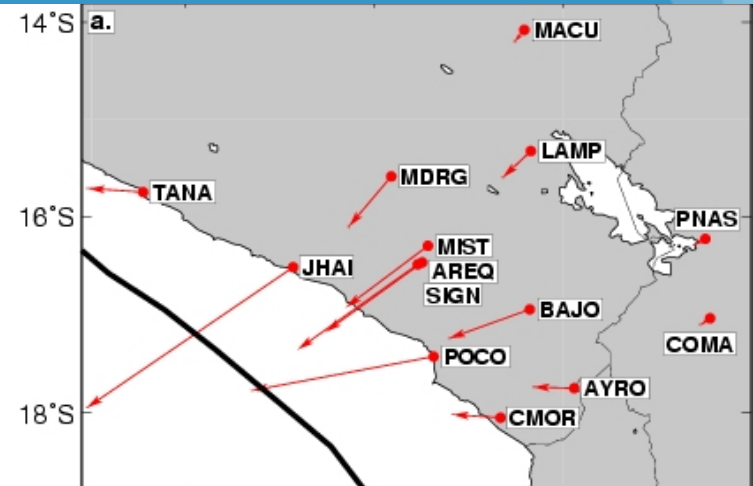 14°S
a.
MACU
LAMP
MDRG
TANA
16°S
PNAS
MIST
JHAI
AREQ
SIGN
BAJO
COMA
POCO
AYRO
18°S
CMOR